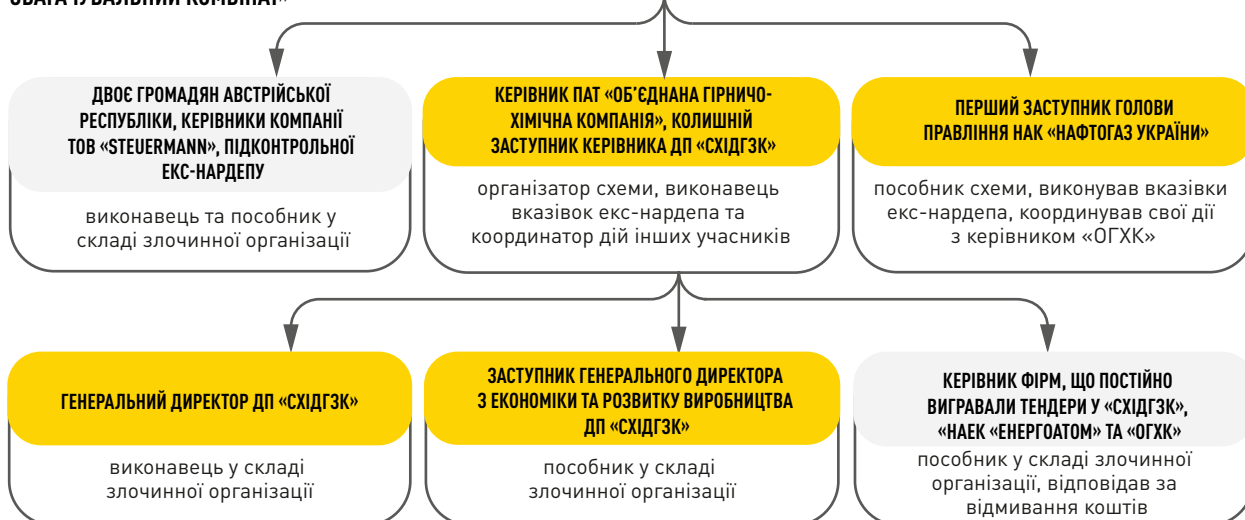 ЗБАГАЧУВАЛЬНИЙ КОМБІНАТ»
ДВОЄ ГРОМАДЯН АВСТРІЙСЬКОЇ
РЕСПУБЛІКИ, КЕРІВНИКИ КОМПАНІЇ
ТОВ «STEUERMANN», ПІДКОНТРОЛЬНОЇ
ЕКС-НАРДЕПУ
виконавець та пособник у
складі злочинної організації
КЕРІВНИК ПАТ «ОБ’ЄДНАНА ГІРНИЧО-
ХІМІЧНА КОМПАНІЯ», КОЛИШНІЙ
ЗАСТУПНИК КЕРІВНИКА ДП «СХІДГЗК»
організатор схеми, виконавець
вказівок екс-нардепа та
координатор дій інших учасників
ПЕРШИЙ ЗАСТУПНИК ГОЛОВИ
ПРАВЛІННЯ НАК «НАФТОГАЗ УКРАЇНИ»
пособник схеми, виконував вказівки
екс-нардепа, координував свої дії
з керівником «ОГХК»
ГЕНЕРАЛЬНИЙ ДИРЕКТОР ДП «СХІДГЗК»
виконавець у складі
злочинної організації
ЗАСТУПНИК ГЕНЕРАЛЬНОГО ДИРЕКТОРА
З ЕКОНОМІКИ ТА РОЗВИТКУ ВИРОБНИЦТВА
ДП «СХІДГЗК»
пособник у складі
злочинної організації
КЕРІВНИК ФІРМ, ЩО ПОСТІЙНО
ВИГРАВАЛИ ТЕНДЕРИ У «СХІДГЗК»,
«НАЕК «ЕНЕРГОАТОМ» ТА «ОГХК»
пособник у складі злочинної
організації, відповідав за
відмивання коштів